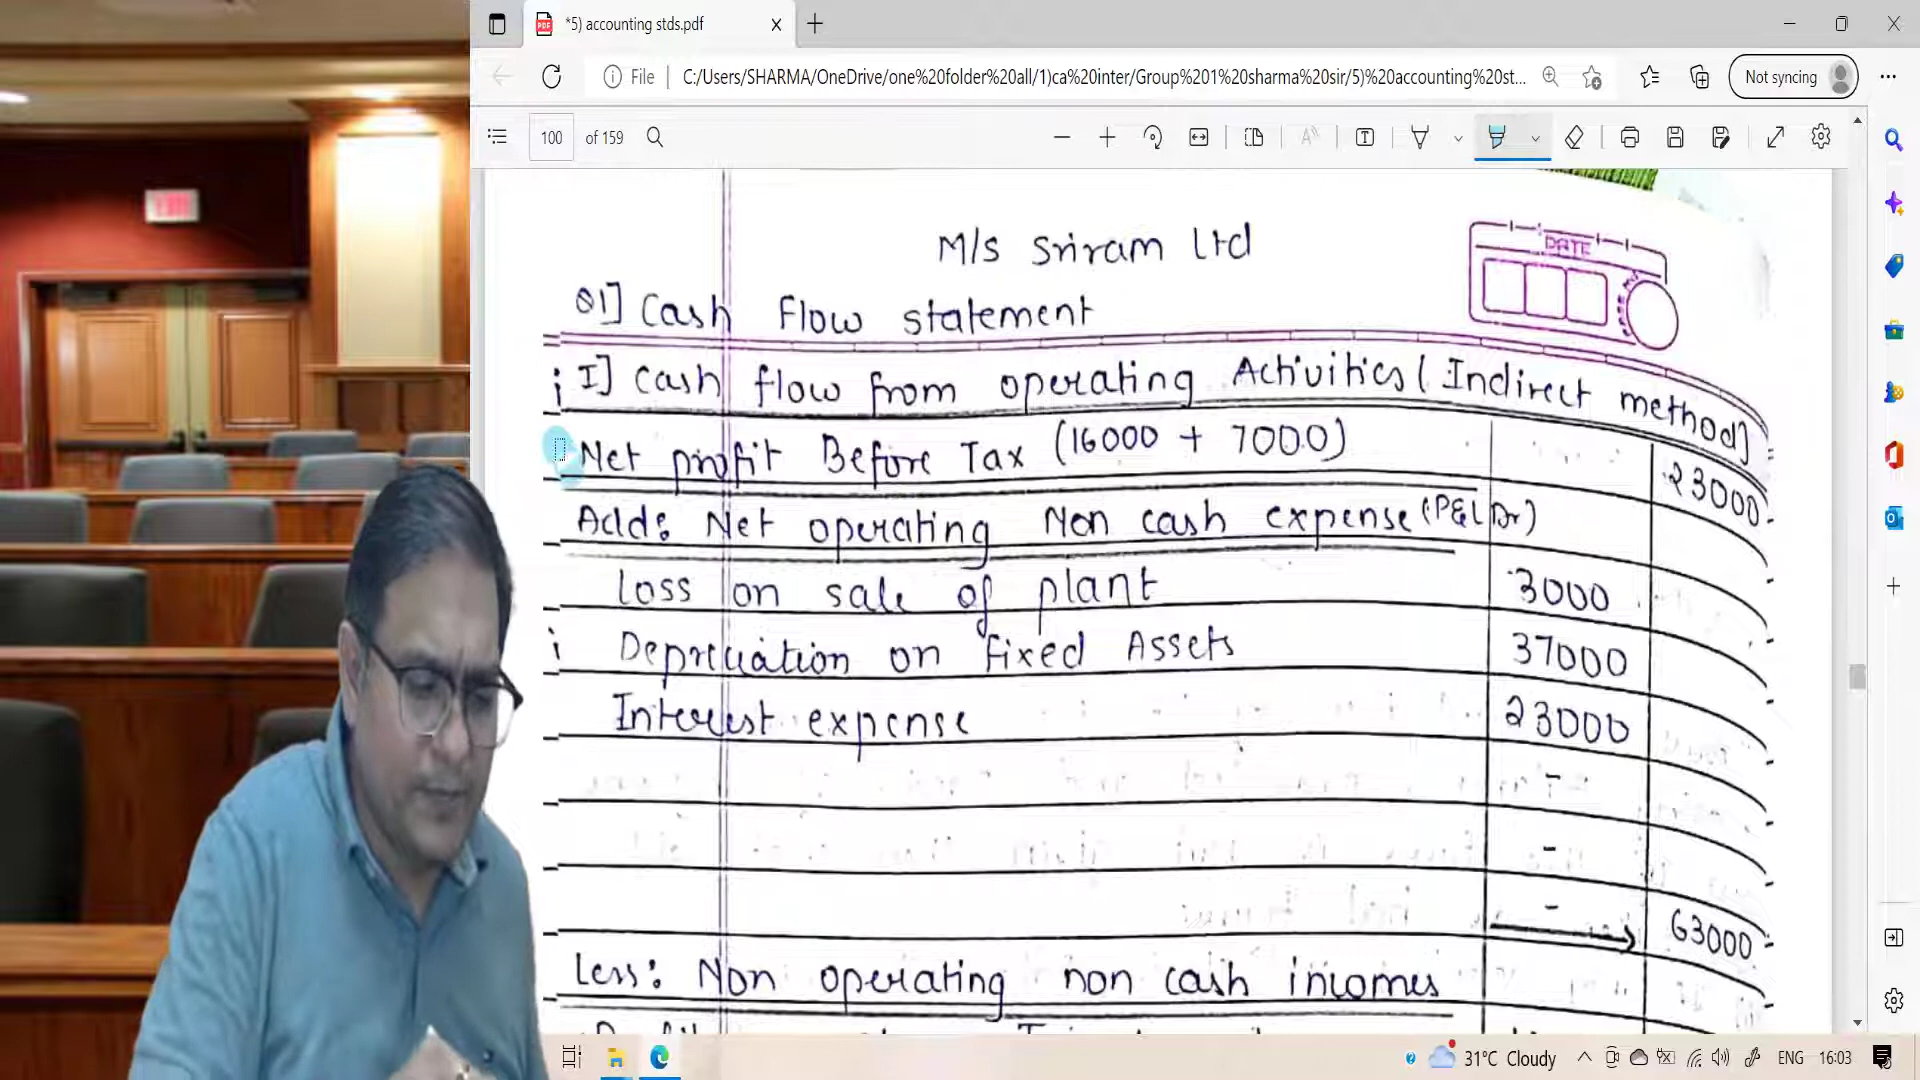 *5) accounting stds.pdf
File
C:/Users/SHARMA/OneDrive/one%20folder%20all/1)ca%20inter/Group%201%20sharma%20sir/5)%20accounting%20st...
Not syncing
100 of 159
M/s Sriram Ltd
DATE
Q1] Cash Flow statement
I] Cash flow from operating Activities (Indirect method]
Net profit Before Tax (16000 + 7000) 23000
Add: Net operating Non cash expense (P&L Dr)
Loss on sale of plant 3000
Depreciation on Fixed Assets 37000
Interest expense 23000
-
-
- 63000
Less: Non operating non cash incomes
31°C Cloudy
ENG 16:03